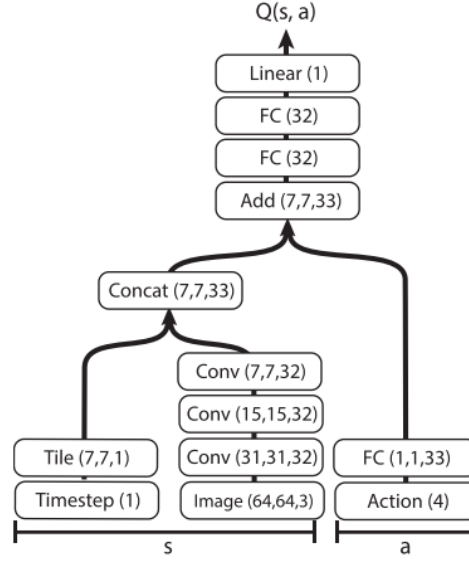 Q(s, a)
Linear (1)
FC (32)
FC (32)
Add (7,7,33)
Concat (7,7,33)
Conv (7,7,32)
Conv (15,15,32)
Tile (7,7,1)
Conv (31,31,32)
FC (1,1,33)
Timestep (1)
Image (64,64,3)
Action (4)
s
a